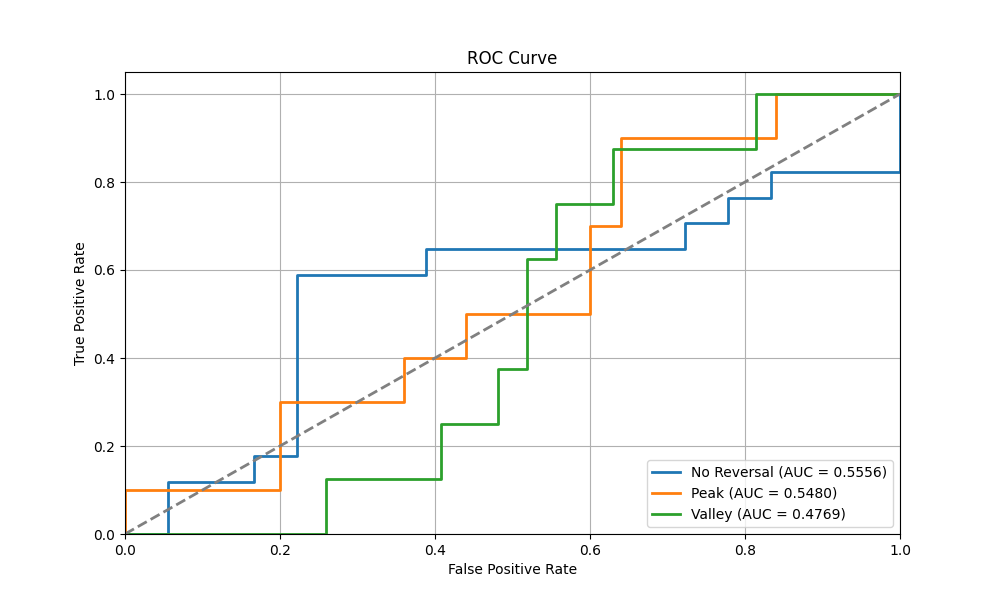 ROC Curve
True Positive Rate
1.0
0.8
0.6
0.4
0.2
0.0
0.0 0.2 0.4 0.6 0.8 1.0
False Positive Rate
No Reversal (AUC = 0.5556)
Peak (AUC = 0.5480)
Valley (AUC = 0.4769)